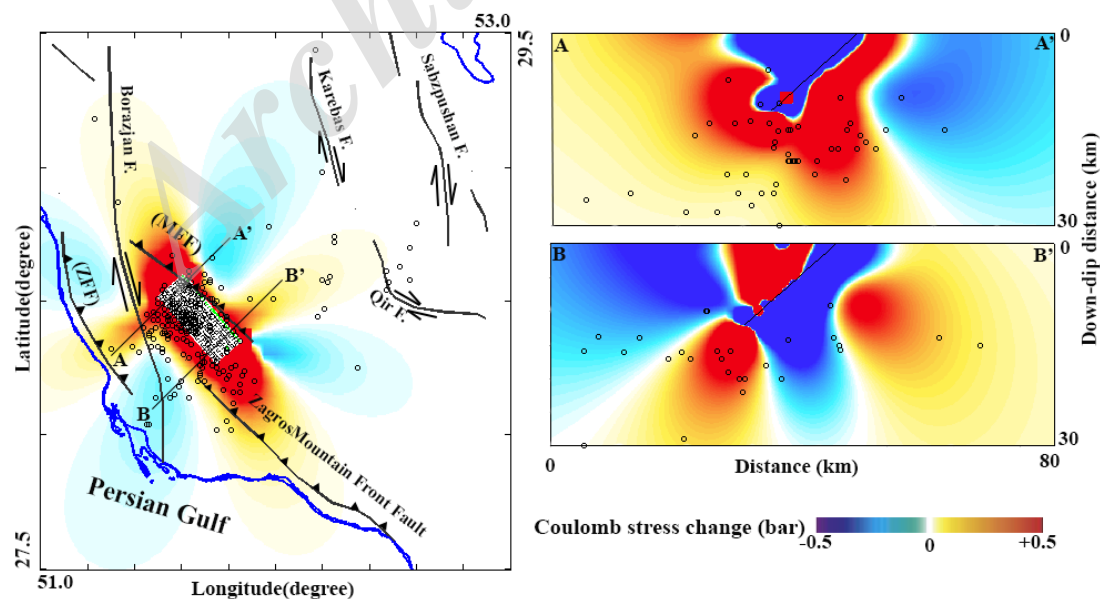 53.0
29.5
Borazjan F.
Karebas F.
Sabzpushan F.
Arch
(MFF)
A'
B'
(ZFF)
Qir F.
A
B
ZagrosMountain Front Fault
Persian Gulf
Latitude(degree)
27.5
51.0
Longitude(degree)
A
A'
0
30
B
B'
0
30
Down-dip distance (km)
0
Distance (km)
80
Coulomb stress change (bar)
-0.5
0
+0.5